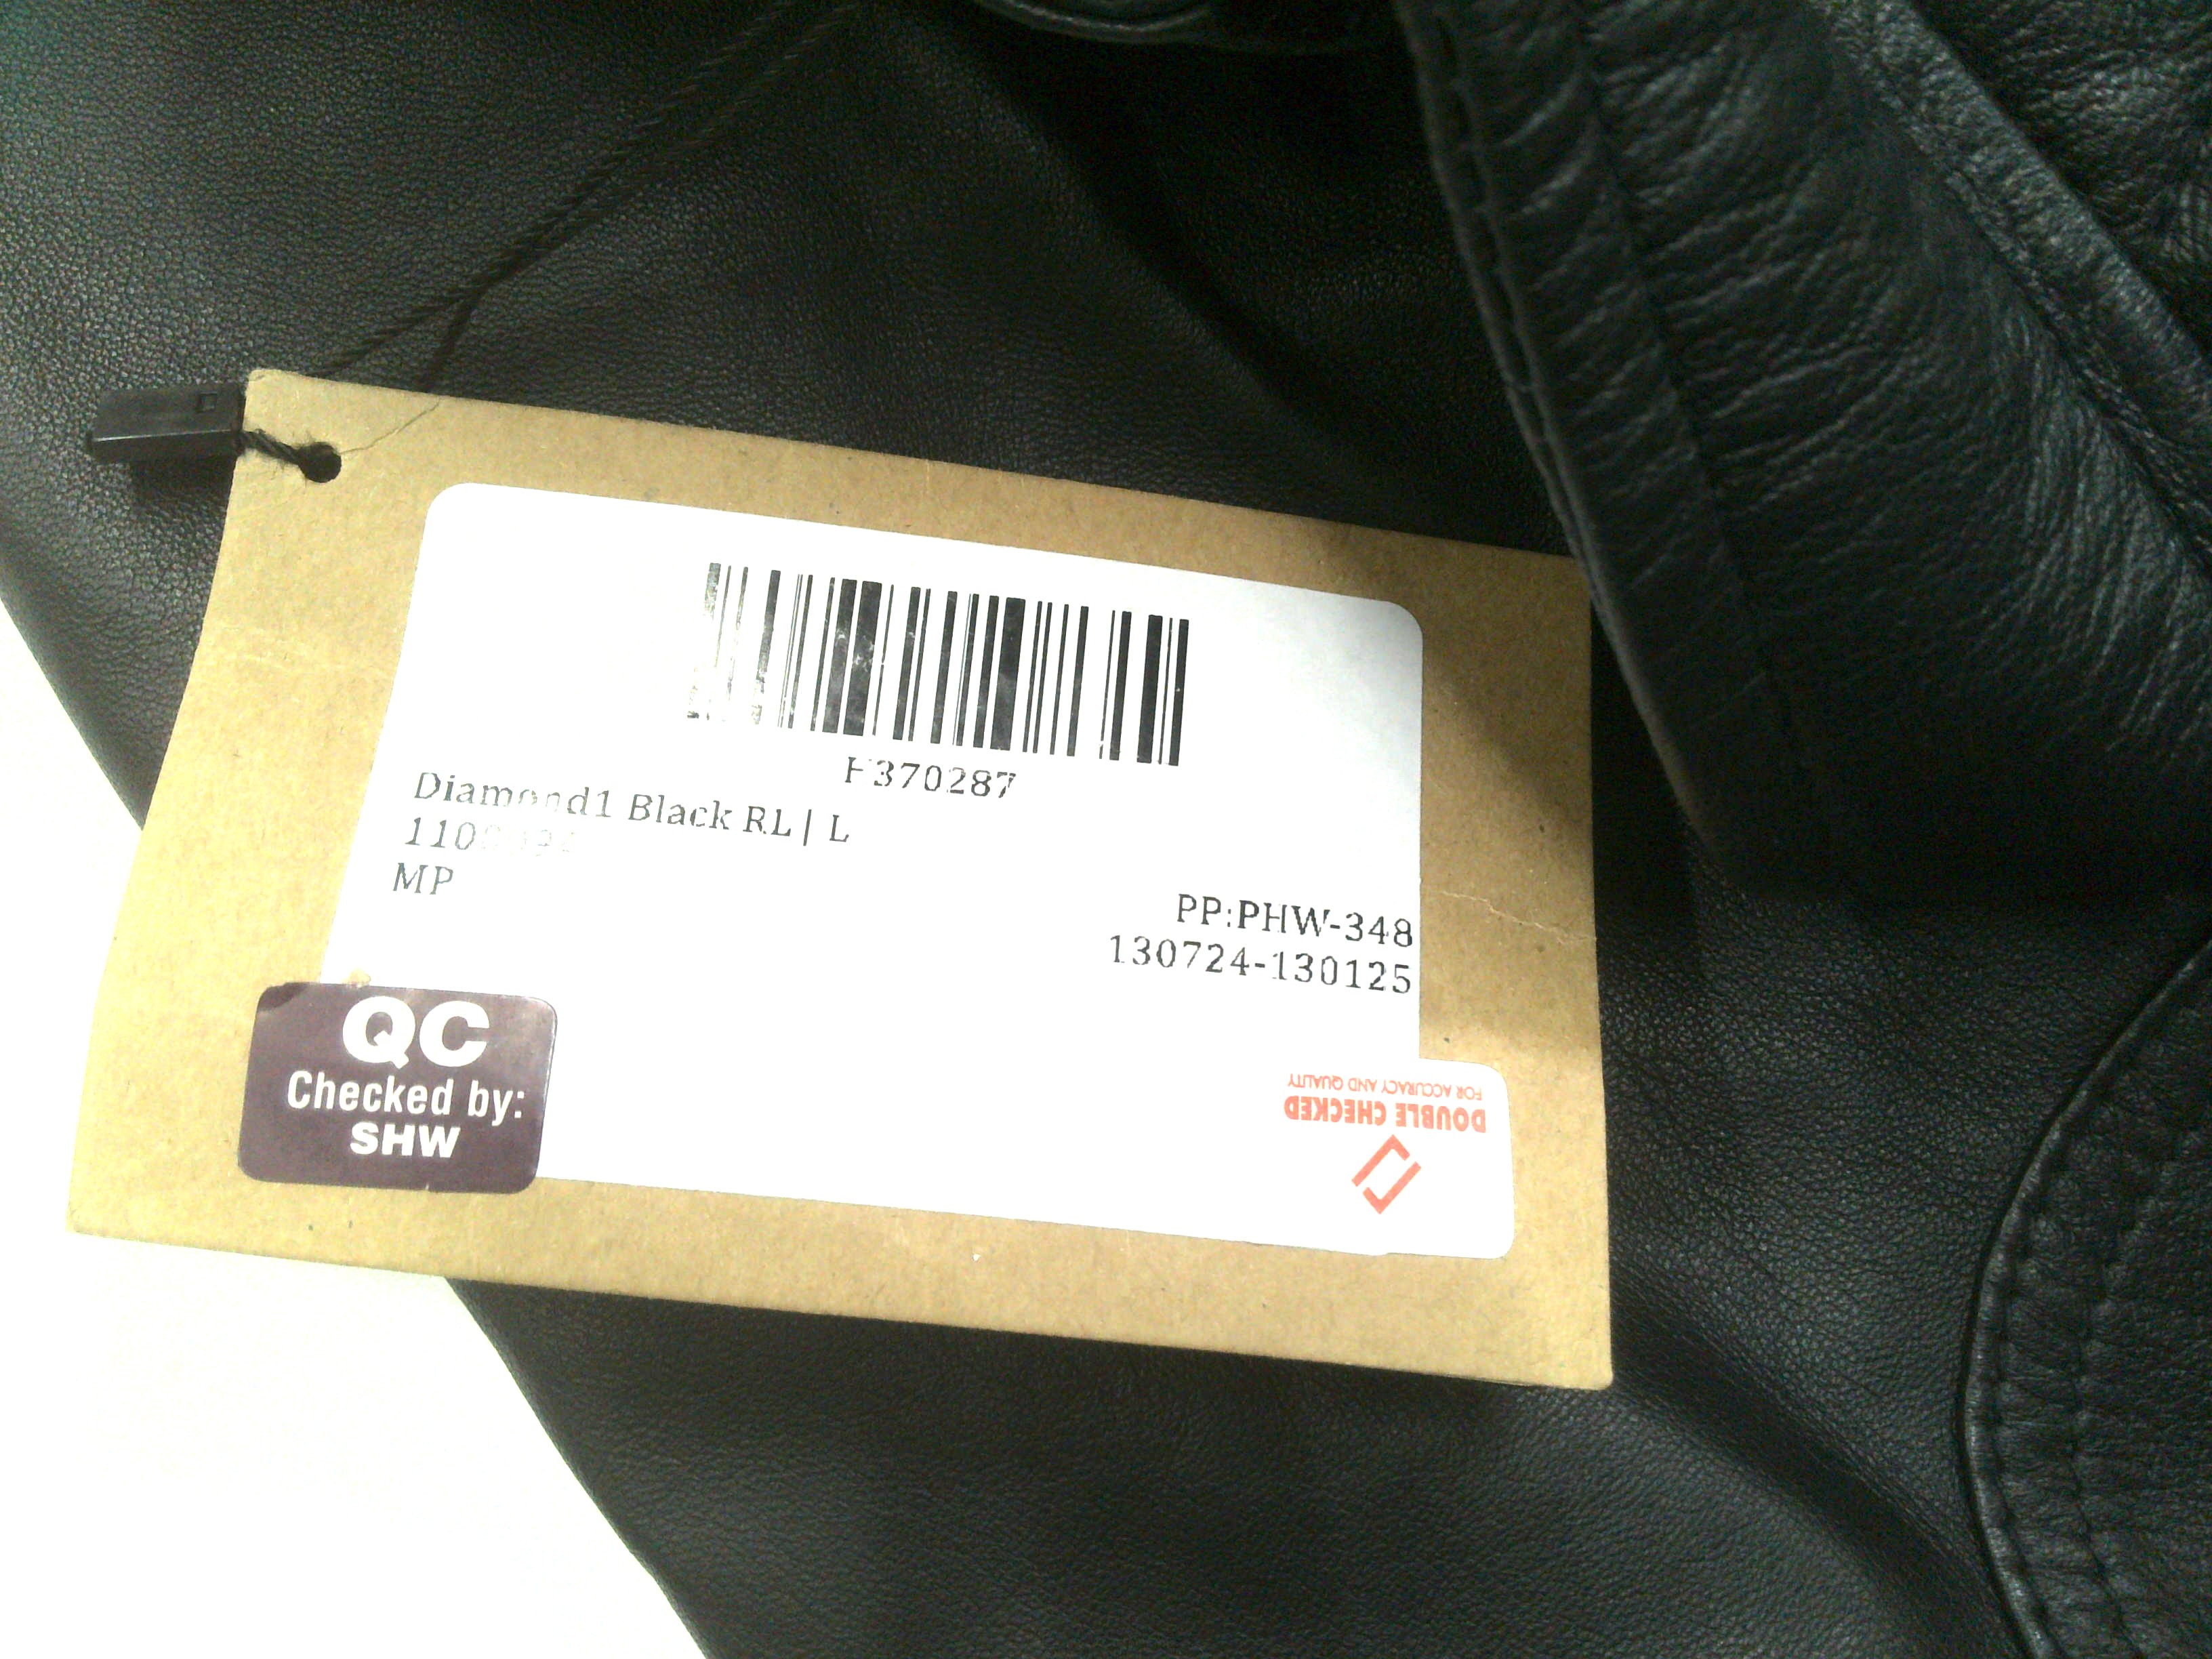 F370287
Diamond1 Black RL | L
MP
PP:PHW-348
130724-130125
QC
Checked by:
SHW
DOUBLE CHECKED
FOR ACCURACY AND QUALITY